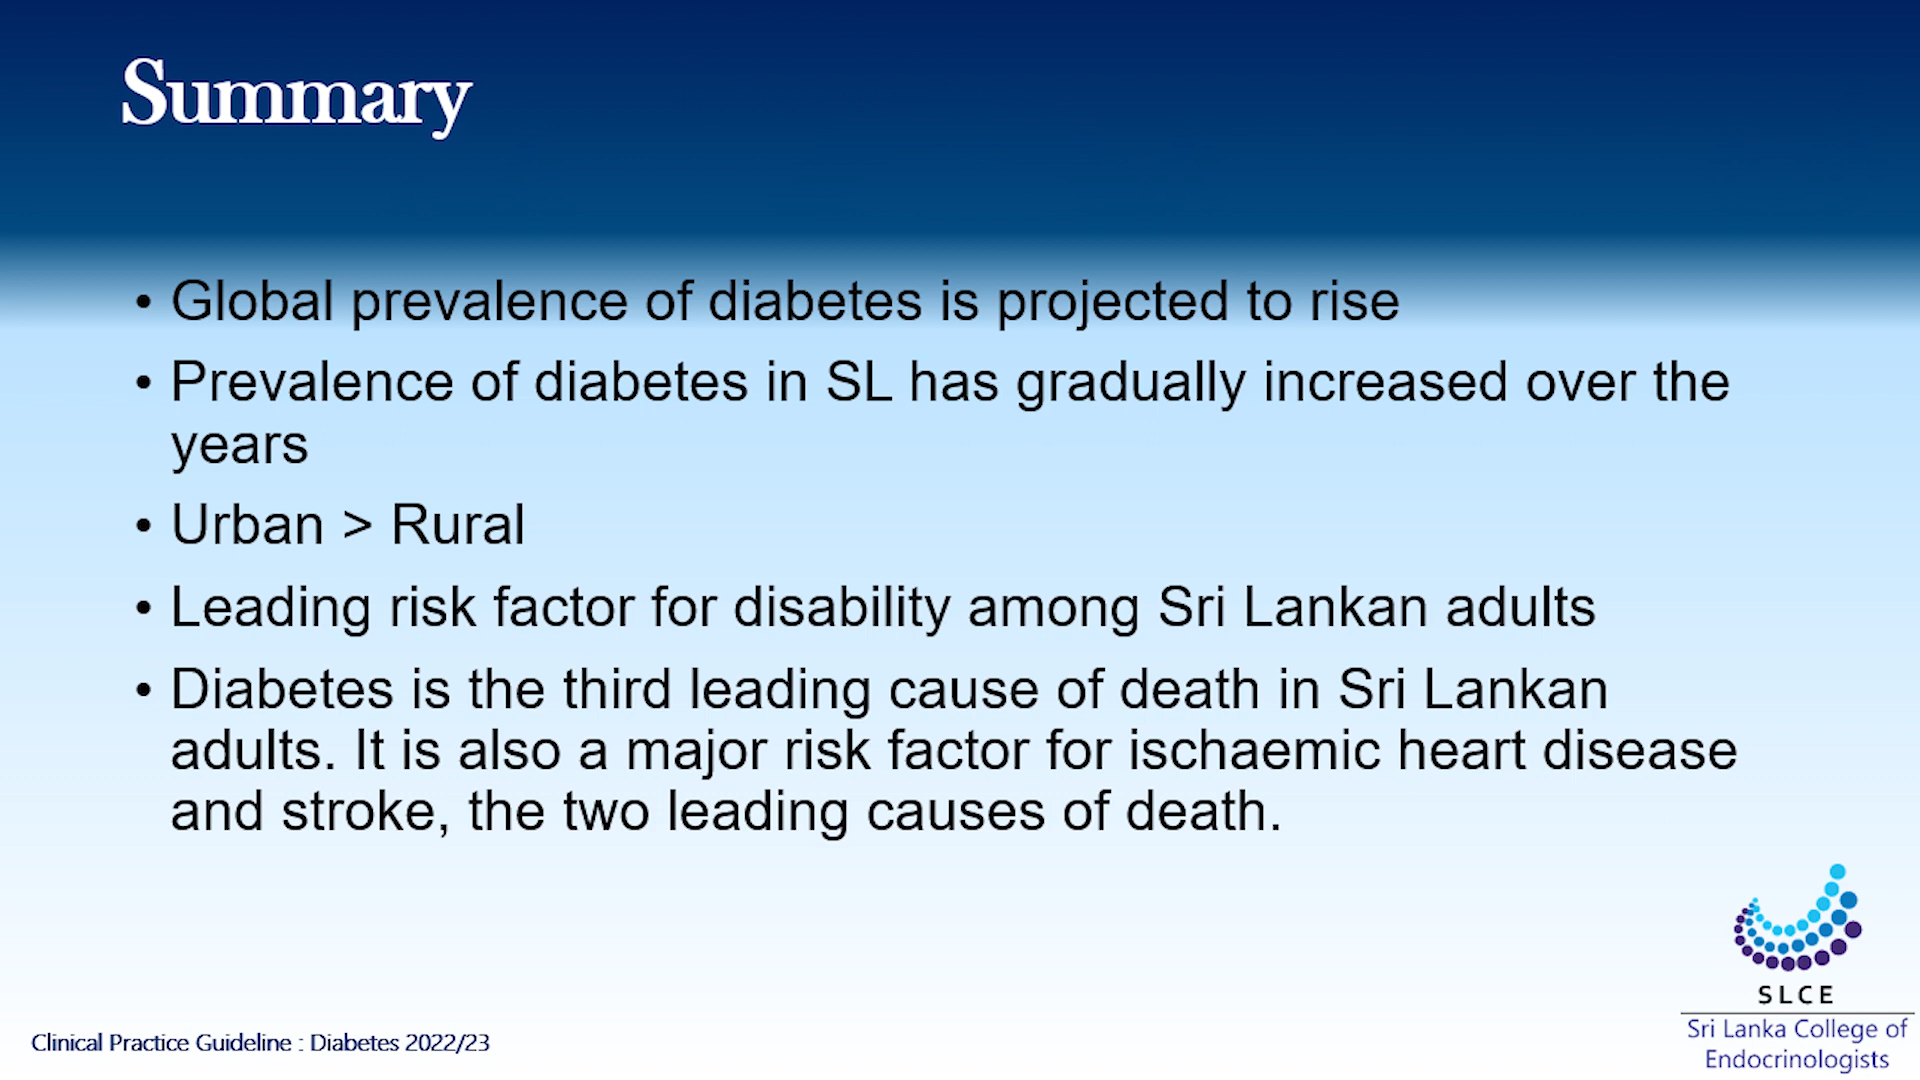 Summary
• Global prevalence of diabetes is projected to rise
• Prevalence of diabetes in SL has gradually increased over the
years
• Urban > Rural
• Leading risk factor for disability among Sri Lankan adults
• Diabetes is the third leading cause of death in Sri Lankan
adults. It is also a major risk factor for ischaemic heart disease
and stroke, the two leading causes of death.
SLCE
Sri Lanka College of
Endocrinologists
Clinical Practice Guideline : Diabetes 2022/23